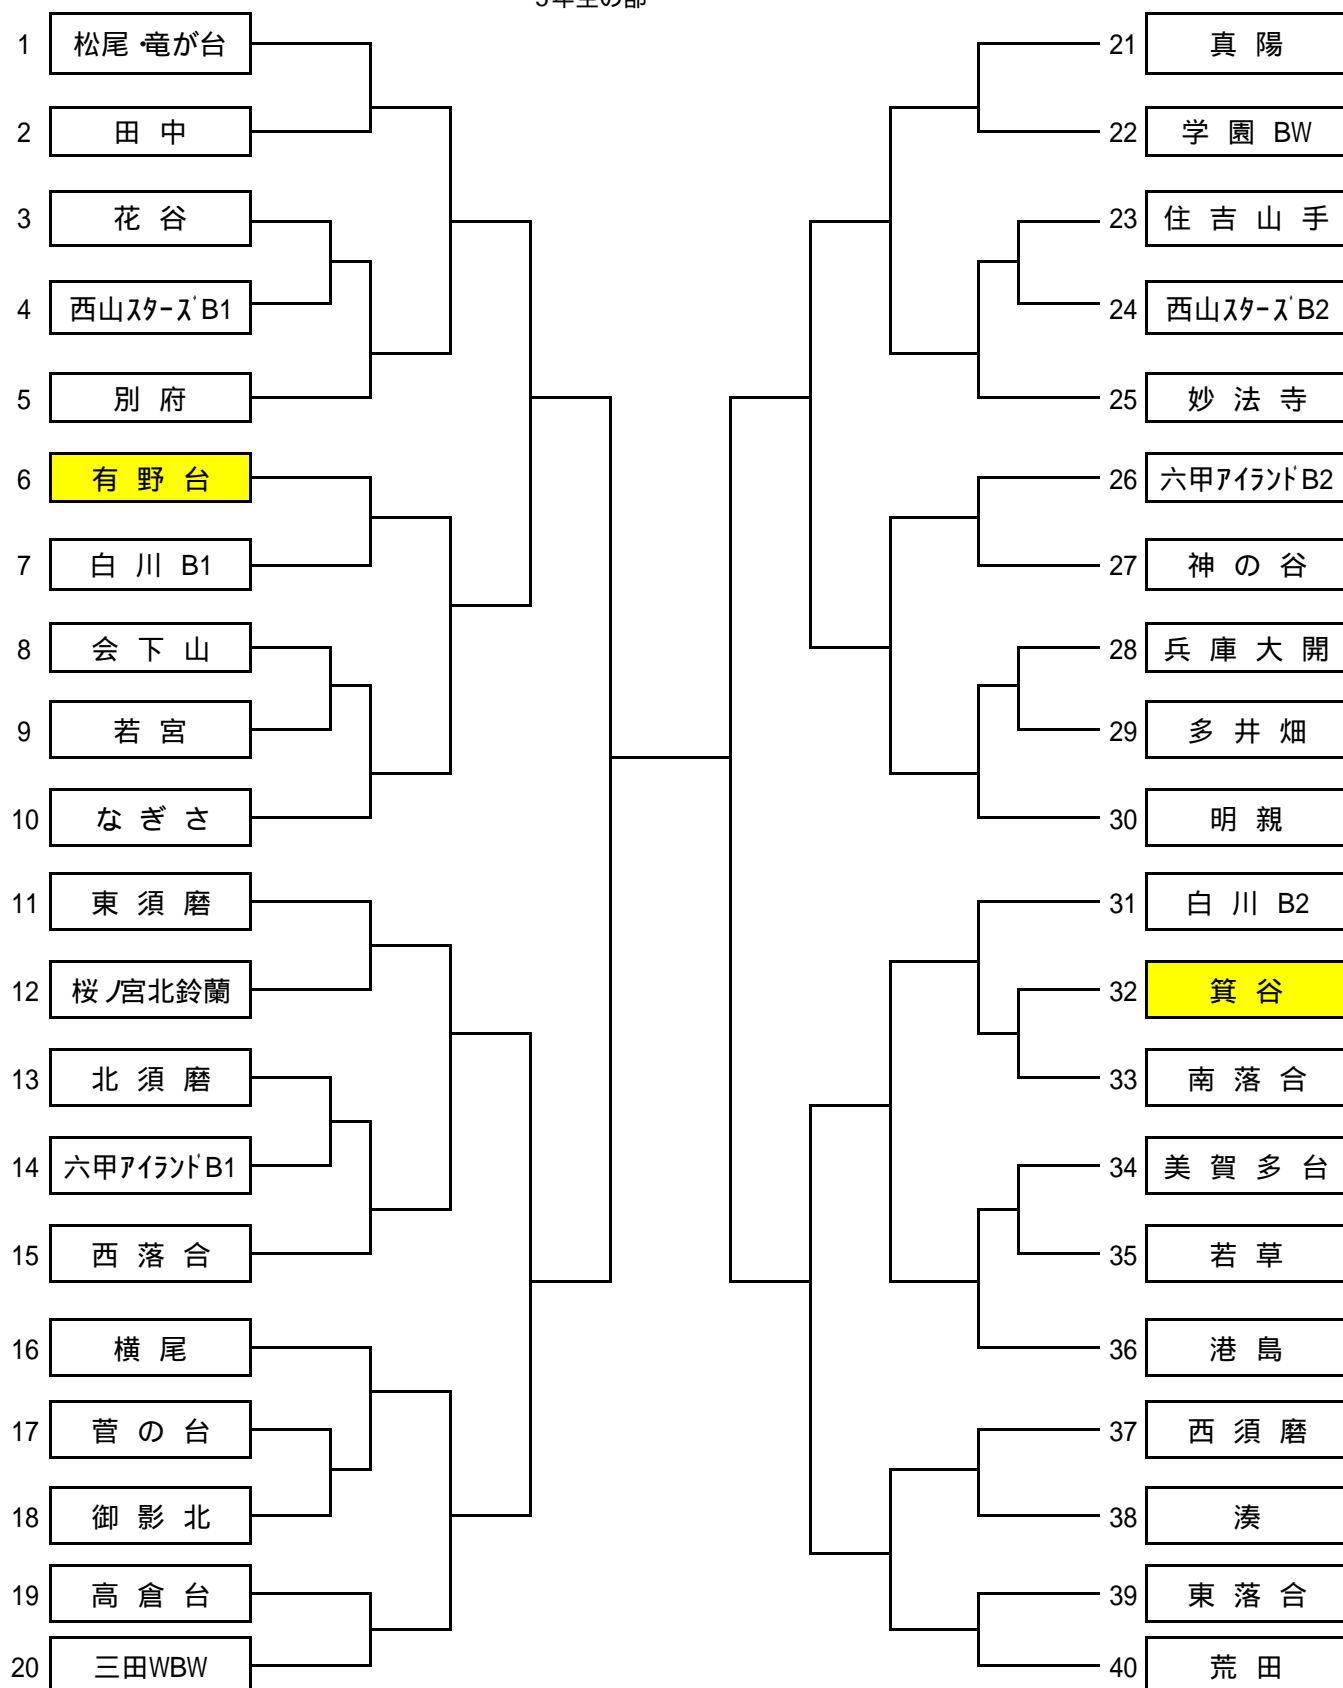 5年生の部
1 松尾・竜が台
2 田 中
3 花 谷
4 西山スターズB1
5 別 府
6 有 野 台
7 白 川 B1
8 会 下 山
9 若 宮
10 な ぎ さ
11 東 須 磨
12 桜ノ宮北鈴蘭
13 北 須 磨
14 六甲アイランドB1
15 西 落 合
16 横 尾
17 菅 の 台
18 御 影 北
19 高 倉 台
20 三田WBW
21 真 陽
22 学 園 BW
23 住 吉 山 手
24 西山スターズB2
25 妙 法 寺
26 六甲アイランドB2
27 神 の 谷
28 兵 庫 大 開
29 多 井 畑
30 明 親
31 白 川 B2
32 箕 谷
33 南 落 合
34 美 賀 多 台
35 若 草
36 港 島
37 西 須 磨
38 湊
39 東 落 合
40 荒 田